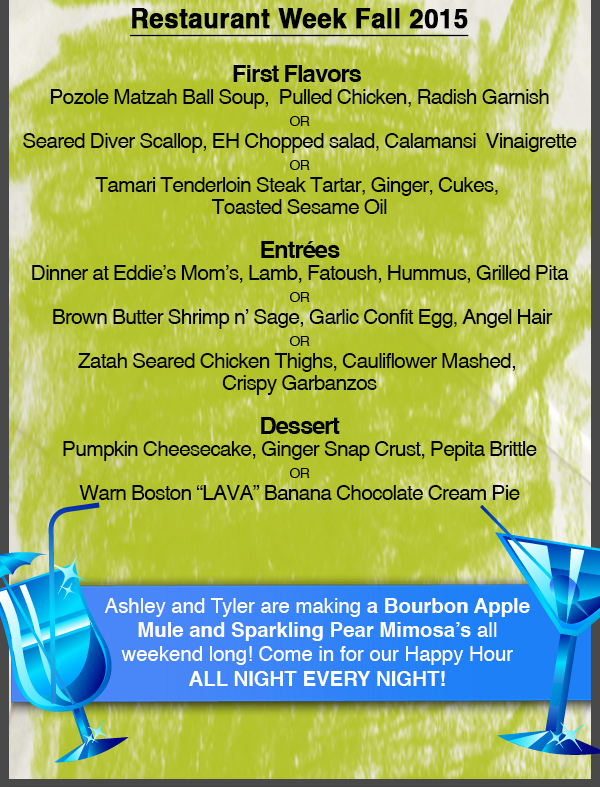 Restaurant Week Fall 2015
First Flavors
Pozole Matzah Ball Soup,  Pulled Chicken, Radish Garnish
OR
Seared Diver Scallop, EH Chopped salad, Calamansi  Vinaigrette
OR
Tamari Tenderloin Steak Tartar, Ginger, Cukes,
Toasted Sesame Oil
Entrées
Dinner at Eddie's Mom's, Lamb, Fatoush, Hummus, Grilled Pita
OR
Brown Butter Shrimp n' Sage, Garlic Confit Egg, Angel Hair
OR
Zatah Seared Chicken Thighs, Cauliflower Mashed,
Crispy Garbanzos
Dessert
Pumpkin Cheesecake, Ginger Snap Crust, Pepita Brittle
OR
Warn Boston “LAVA” Banana Chocolate Cream Pie
Ashley and Tyler are making a Bourbon Apple
Mule and Sparkling Pear Mimosa's all
weekend long! Come in for our Happy Hour
ALL NIGHT EVERY NIGHT!